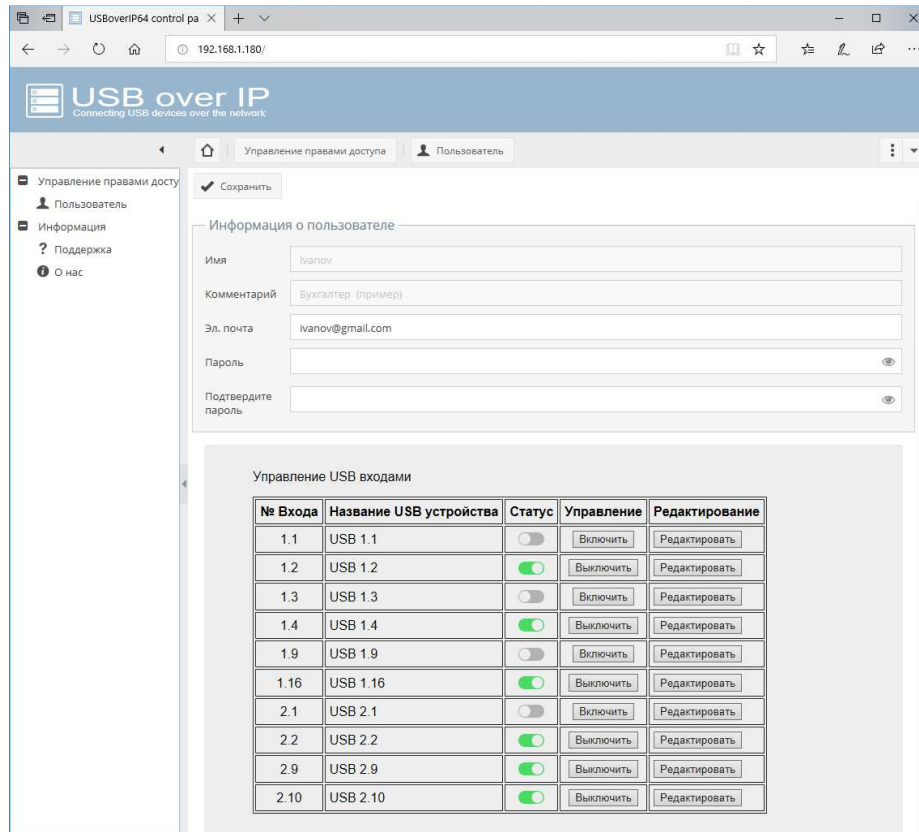 USBoverIP64 control pa
192.168.1.180/
USB over IP
Connecting USB devices over the network
Управление правами доступа Пользователь
Управление правами досту
Пользователь
Информация
Поддержка
О нас
Сохранить
Информация о пользователе
Имя Ivanov
Комментарий Бухгалтер (пример)
Эл. почта ivanov@gmail.com
Пароль
Подтвердите
пароль
Управление USB входами
№ Входа Название USB устройства Статус Управление Редактирование
1.1 USB 1.1 Включить Редактировать
1.2 USB 1.2 Выключить Редактировать
1.3 USB 1.3 Включить Редактировать
1.4 USB 1.4 Выключить Редактировать
1.9 USB 1.9 Включить Редактировать
1.16 USB 1.16 Выключить Редактировать
2.1 USB 2.1 Включить Редактировать
2.2 USB 2.2 Выключить Редактировать
2.9 USB 2.9 Выключить Редактировать
2.10 USB 2.10 Выключить Редактировать